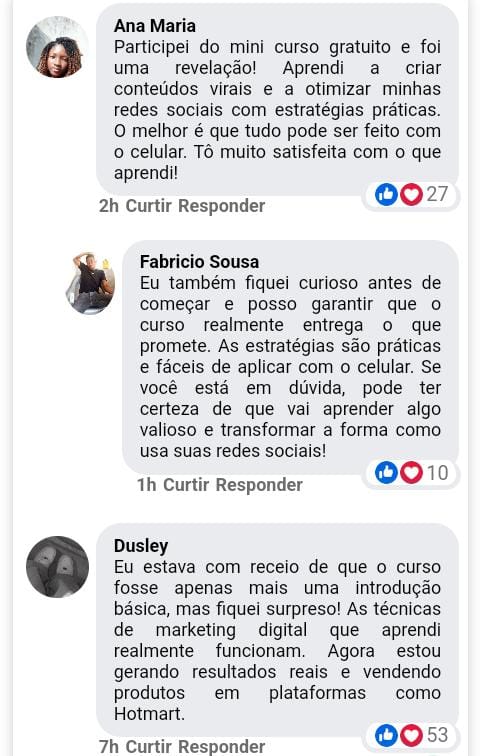 Ana Maria
Participei do mini curso gratuito e foi
uma revelação! Aprendi a criar
conteúdos virais e a otimizar minhas
redes sociais com estratégias práticas.
O melhor é que tudo pode ser feito com
o celular. Tô muito satisfeita com o que
aprendi!
27
2h Curtir Responder
Fabricio Sousa
Eu também fiquei curioso antes de
começar e posso garantir que o
curso realmente entrega o que
promete. As estratégias são práticas
e fáceis de aplicar com o celular. Se
você está em dúvida, pode ter
certeza de que vai aprender algo
valioso e transformar a forma como
usa suas redes sociais!
10
1h Curtir Responder
Dusley
Eu estava com receio de que o curso
fosse apenas mais uma introdução
básica, mas fiquei surpreso! As técnicas
de marketing digital que aprendi
realmente funcionam. Agora estou
gerando resultados reais e vendendo
produtos em plataformas como
Hotmart.
53
7h Curtir Responder